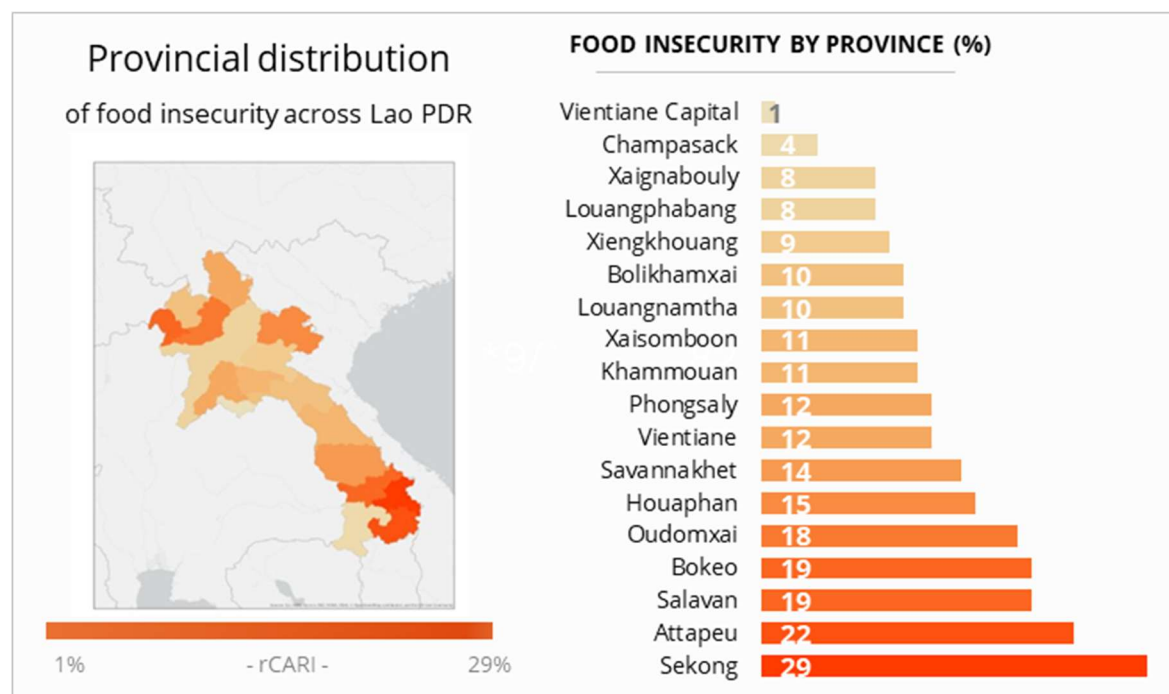 Provincial distribution
of food insecurity across Lao PDR
1%
- rCARI -
29%
FOOD INSECURITY BY PROVINCE (%)
Vientiane Capital 1
Champasack 4
Xaignabouly 8
Louangphabang 8
Xiengkhouang 9
Bolikhamxai 10
Louangnamtha 10
Xaisomboon 11
Khammouan 11
Phongsaly 12
Vientiane 12
Savannakhet 14
Houaphan 15
Oudomxai 18
Bokeo 19
Salavan 19
Attapeu 22
Sekong 29